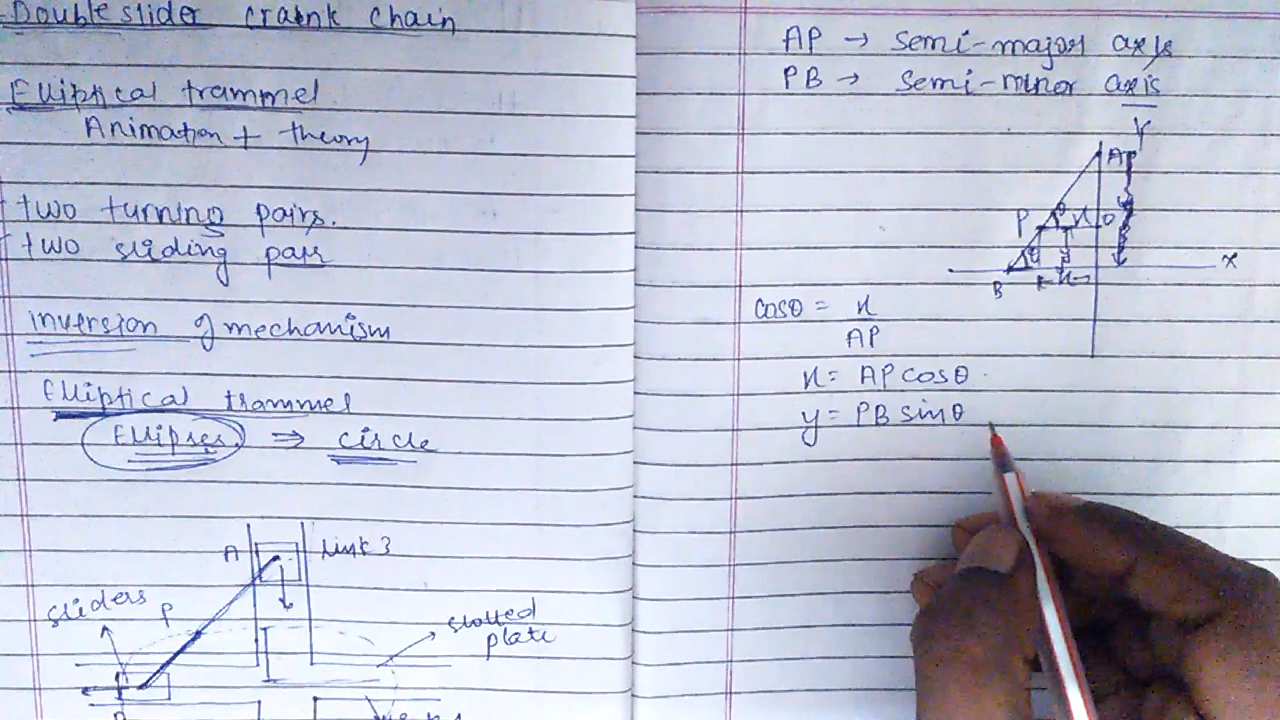 Double slider crank chain
Elliptical trammel
Animation + theory
two turning pairs.
two sliding pair
inversion of mechanism
Elliptical trammel
Ellipses ⇒ circle
A
Link 3
sliders
P
slotted
plate
AP → semi-major axis
PB → semi-minor axis
Y
A
P
θ
x
B
θ
x
cosθ = x
AP
x = AP cosθ
y = PB sinθ